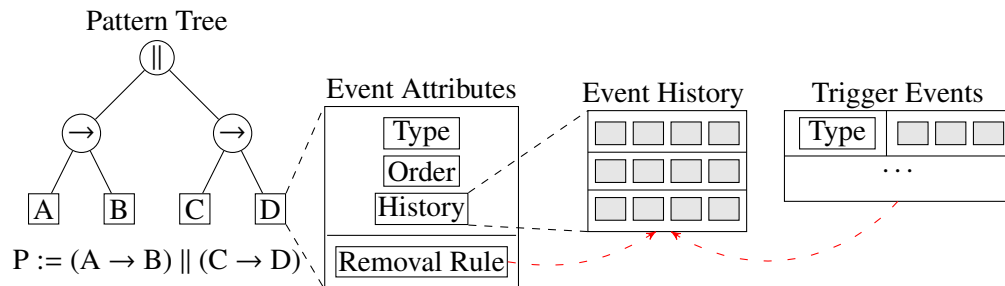 Pattern Tree
||
→ →
A B C D
P := (A → B) || (C → D)
Event Attributes
Type
Order
History
Removal Rule
Event History
Trigger Events
Type
...